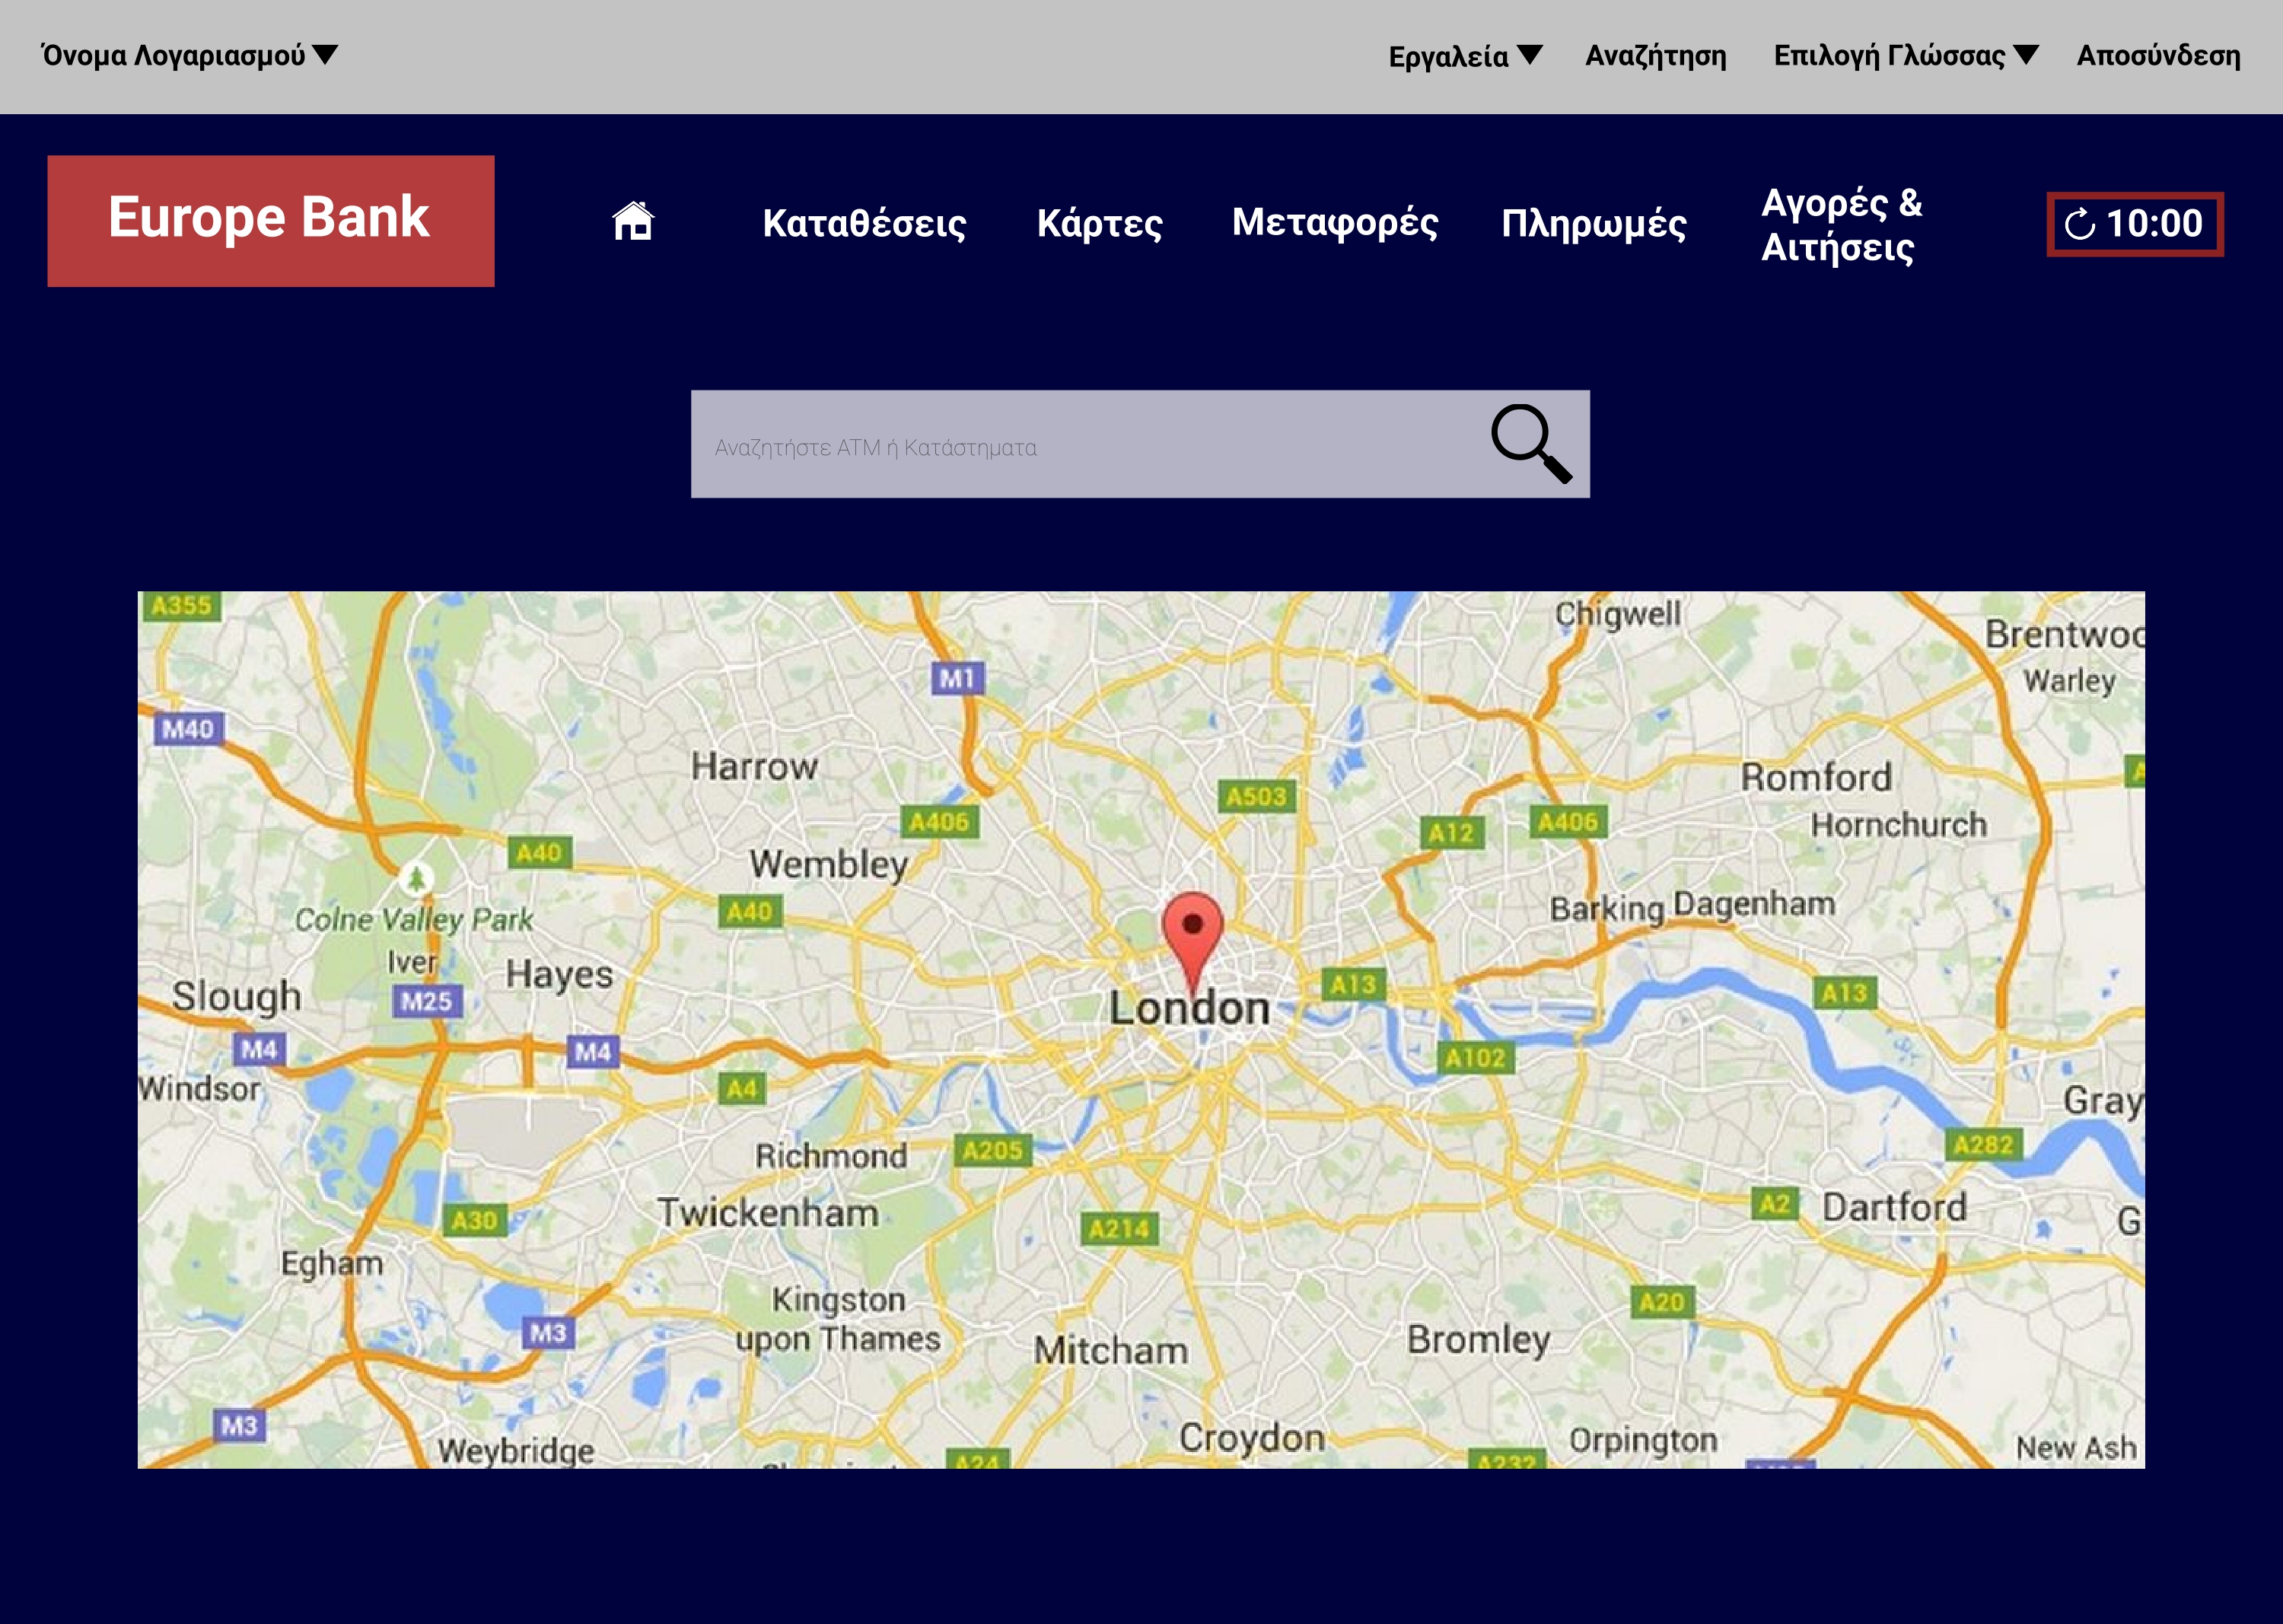 Όνομα Λογαριασμού
Εργαλεία
Αναζήτηση
Επιλογή Γλώσσας
Αποσύνδεση
Europe Bank
Καταθέσεις
Κάρτες
Μεταφορές
Πληρωμές
Αγορές &
Αιτήσεις
10:00
Αναζητήστε ATM ή Κατάστηματα
A355
Chigwell
Brentwoo
Warley
M1
M40
Harrow
Romford
A503
A406
A12
A406
Hornchurch
A40
Wembley
A40
Barking
Dagenham
Colne Valley Park
Iver
Hayes
Slough
M25
London
A13
A13
M4
M4
A102
A4
Windsor
Gray
Richmond
A205
A282
Twickenham
A30
A214
A2
Dartford
G
Egham
Kingston
upon Thames
A20
M3
Mitcham
Bromley
M3
Weybridge
Croydon
Orpington
New Ash
A24
A232